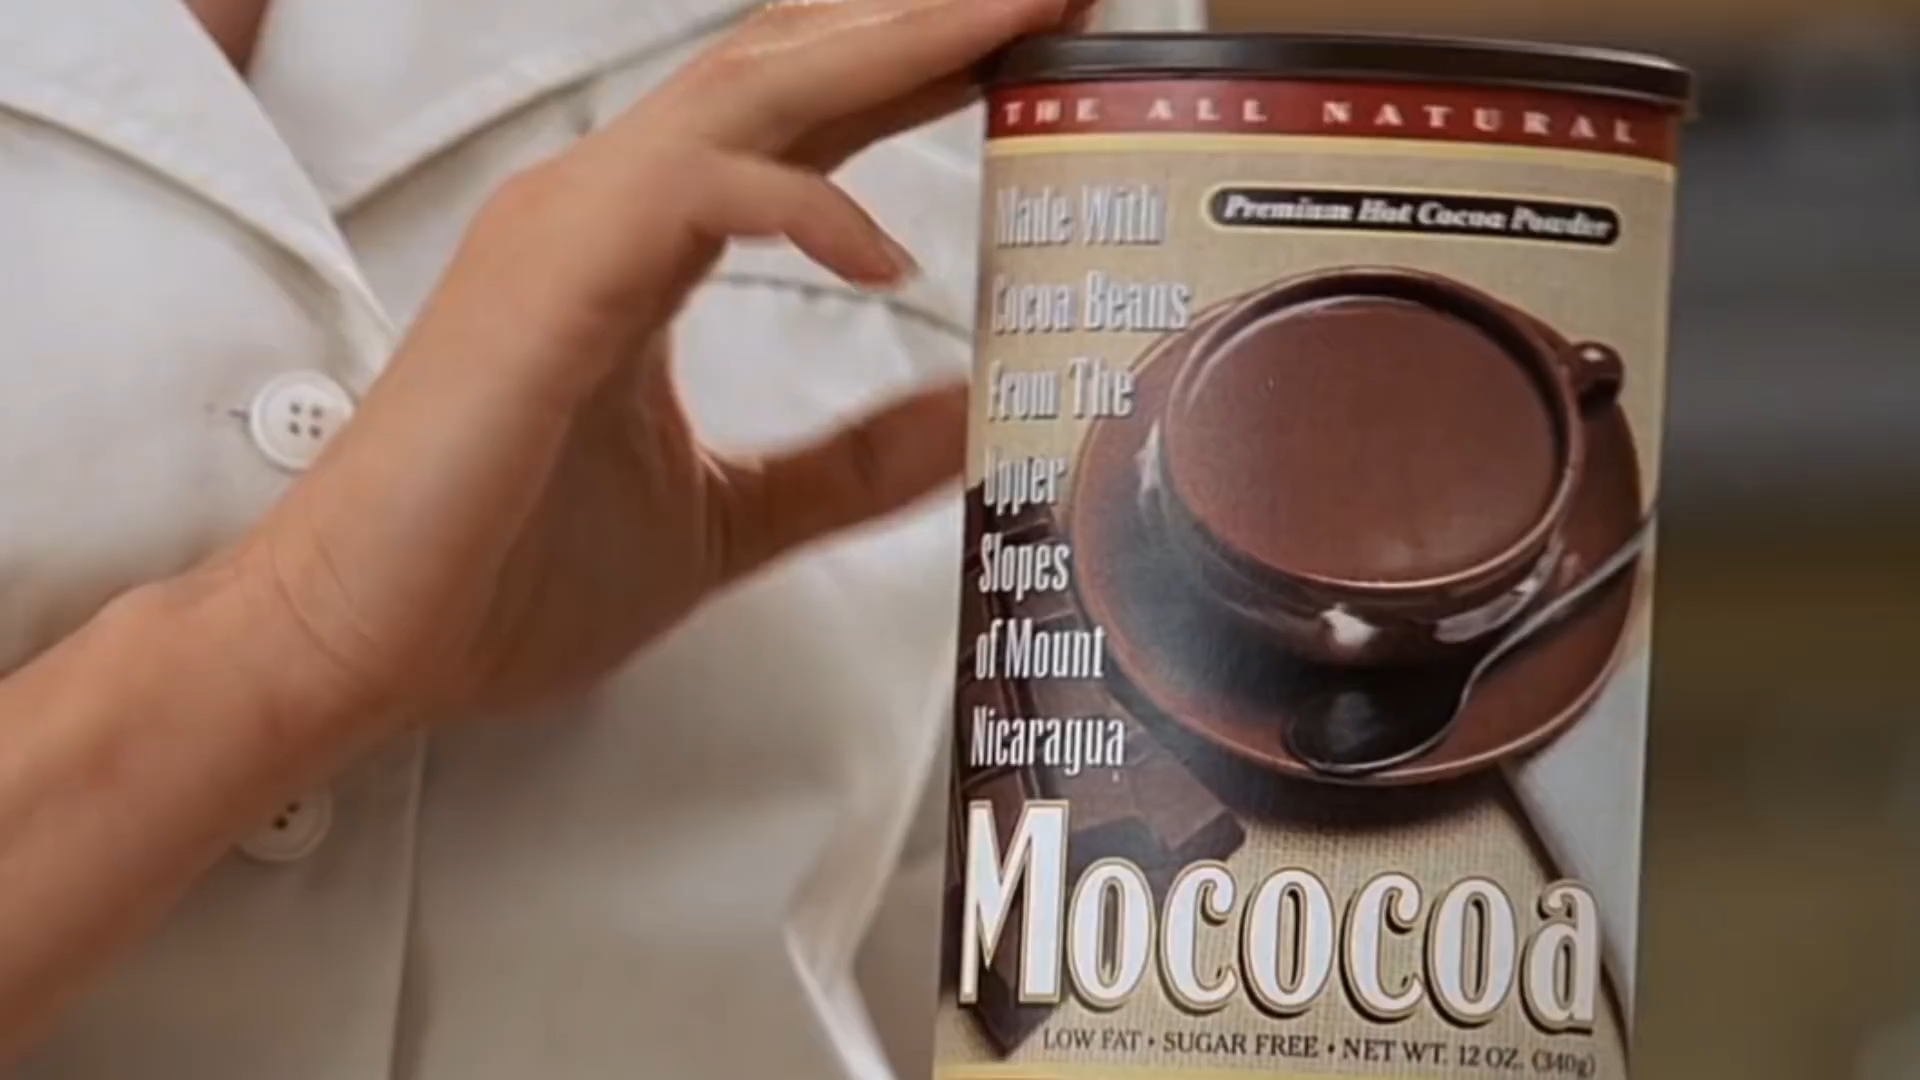 THE ALL NATURAL
Premium Hot Cocoa Powder
Made With
Cocoa Beans
From The
Upper
Slopes
of Mount
Nicaragua
Mococoa
LOW FAT • SUGAR FREE • NET WT. 12 OZ. (340g)